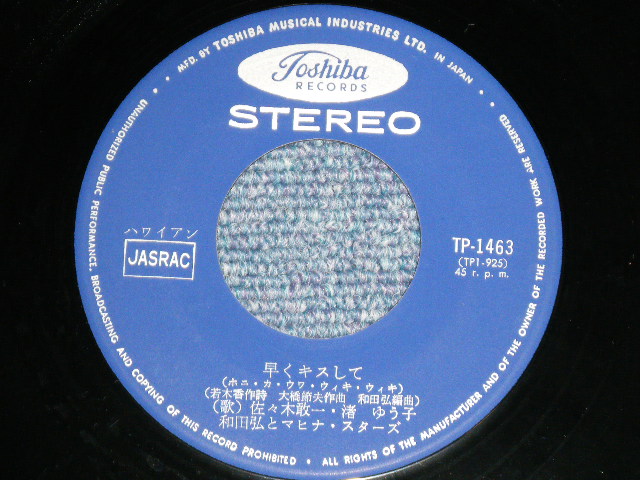 MFD. BY TOSHIBA MUSICAL INDUSTRIES LTD. IN JAPAN.
Toshiba
RECORDS
STEREO
ハワイアン
JASRAC
TP-1463
(TP1-925)
45 r. p. m.
早くキスして
(ホニ・カ・ウワ・ウィキ・ウィキ)
(若木香作詩 大橋節夫作曲 和田弘編曲)
(歌) 佐々木敢一・渚 ゆう子
和田弘とマヒナ・スターズ
ALL RIGHTS OF THE MANUFACTURER AND OF THE OWNER OF THE RECORDED WORK ARE RESERVED
UNAUTHORIZED PUBLIC PERFORMANCE, BROADCASTING AND COPYING OF THIS RECORD PROHIBITED